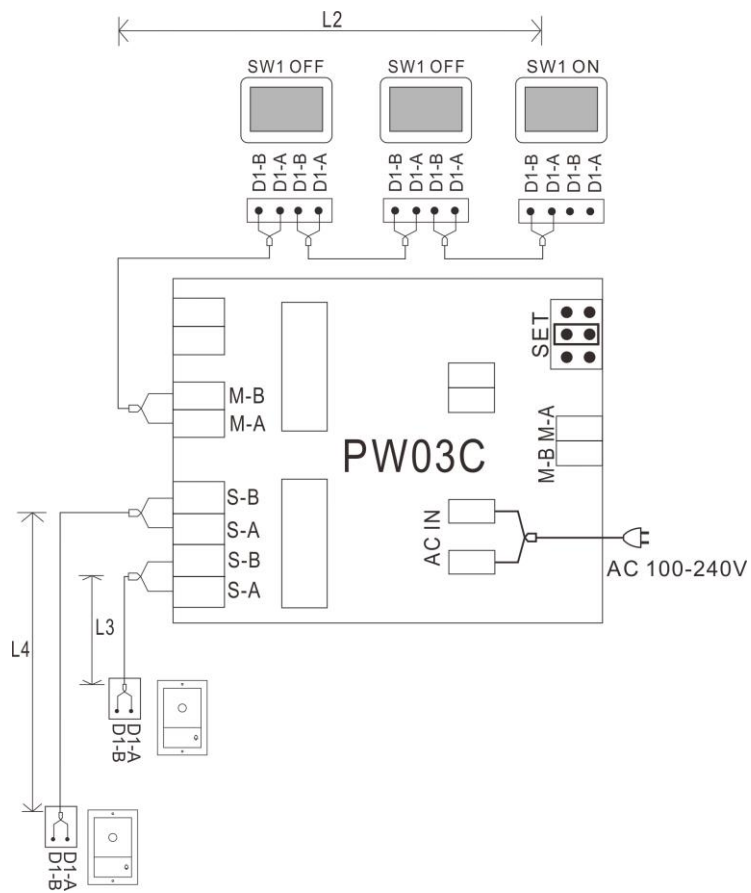 L2
SW1 OFF
SW1 OFF
SW1 ON
D1-B
D1-A
D1-B
D1-A
D1-B
D1-A
D1-B
D1-A
D1-B
D1-A
D1-B
D1-A
SET
M-B
M-A
M-B M-A
PW03C
S-B
S-A
S-B
S-A
AC IN
AC 100-240V
L3
L4
D1-A
D1-B
D1-A
D1-B